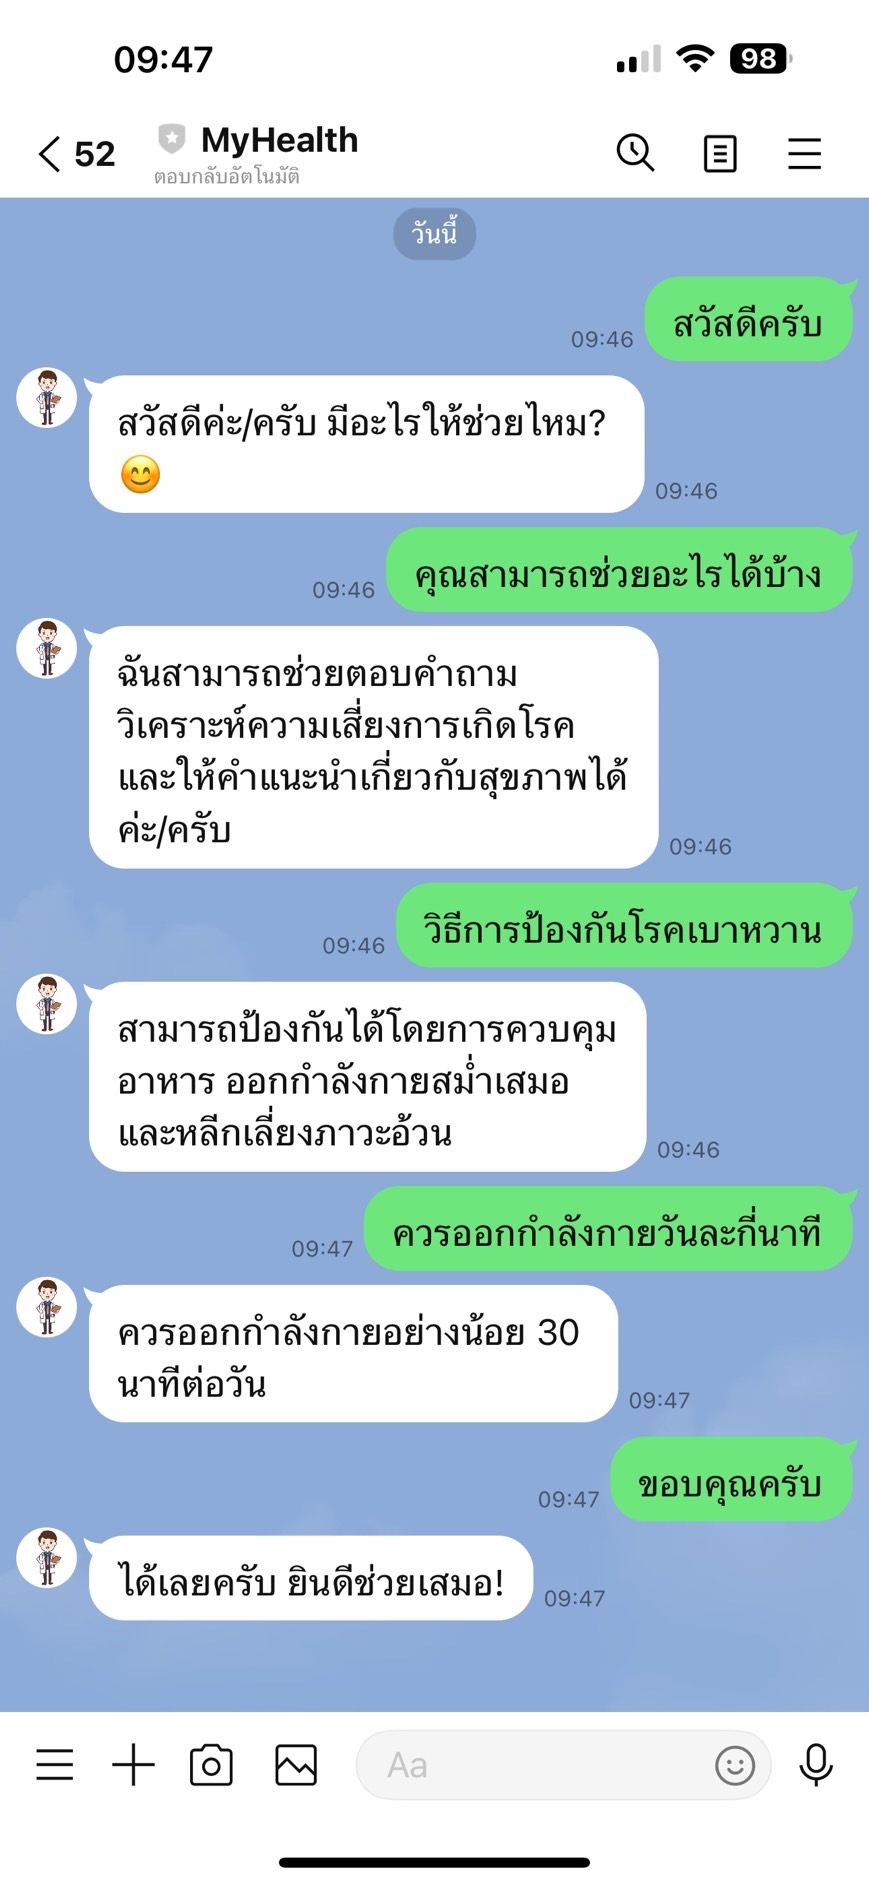 09:47
98
52
MyHealth
ตอบกลับอัตโนมัติ
วันนี้
สวัสดีครับ
09:46
สวัสดีค่ะ/ครับ มีอะไรให้ช่วยไหม?
😊
09:46
คุณสามารถช่วยอะไรได้บ้าง
09:46
ฉันสามารถช่วยตอบคำถาม
วิเคราะห์ความเสี่ยงการเกิดโรค
และให้คำแนะนำเกี่ยวกับสุขภาพได้
ค่ะ/ครับ
09:46
วิธีการป้องกันโรคเบาหวาน
09:46
สามารถป้องกันได้โดยการควบคุม
อาหาร ออกกำลังกายสม่ำเสมอ
และหลีกเลี่ยงภาวะอ้วน
09:46
ควรออกกำลังกายวันละกี่นาที
09:47
ควรออกกำลังกายอย่างน้อย 30
นาทีต่อวัน
09:47
ขอบคุณครับ
09:47
ได้เลยครับ ยินดีช่วยเสมอ!
09:47
Aa